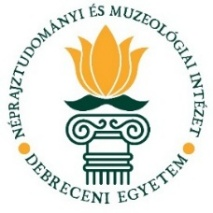 NÉPRAJZTUDOMÁNYI ÉS MUZEOLÓGIAI INTÉZET
DEBRECENI EGYETEM